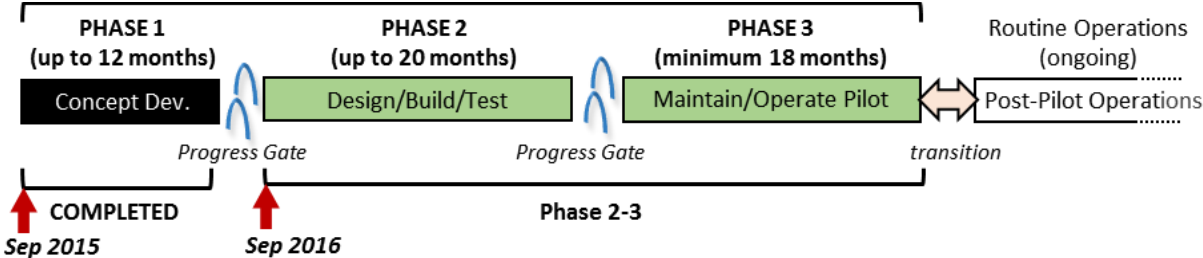 PHASE 1
(up to 12 months)
PHASE 2
(up to 20 months)
PHASE 3
(minimum 18 months)
Routine Operations
(ongoing)
Concept Dev.
Design/Build/Test
Maintain/Operate Pilot
Post-Pilot Operations
Progress Gate
Progress Gate
transition
COMPLETED
Phase 2-3
Sep 2015
Sep 2016